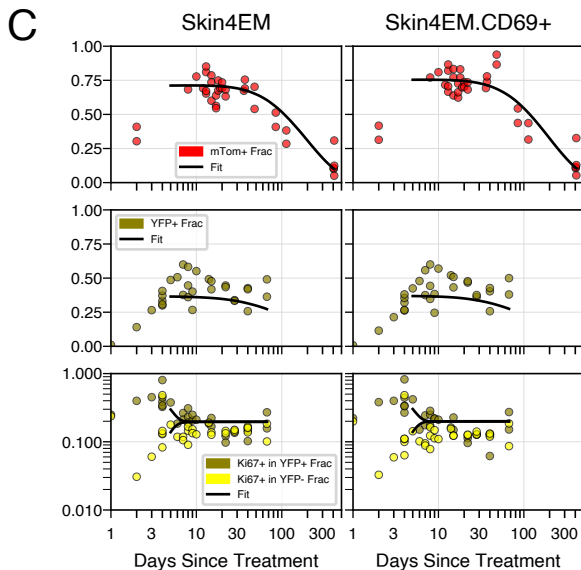 C
Skin4EM
Skin4EM.CD69+
1.00
0.75
0.50
0.25
0.00
mTom+ Frac
Fit
1.00
0.75
0.50
0.25
0.00
YFP+ Frac
Fit
1.000
0.100
0.010
Ki67+ in YFP+ Frac
Ki67+ in YFP- Frac
Fit
1 3 10 30 100 300
1 3 10 30 100 300
Days Since Treatment
Days Since Treatment